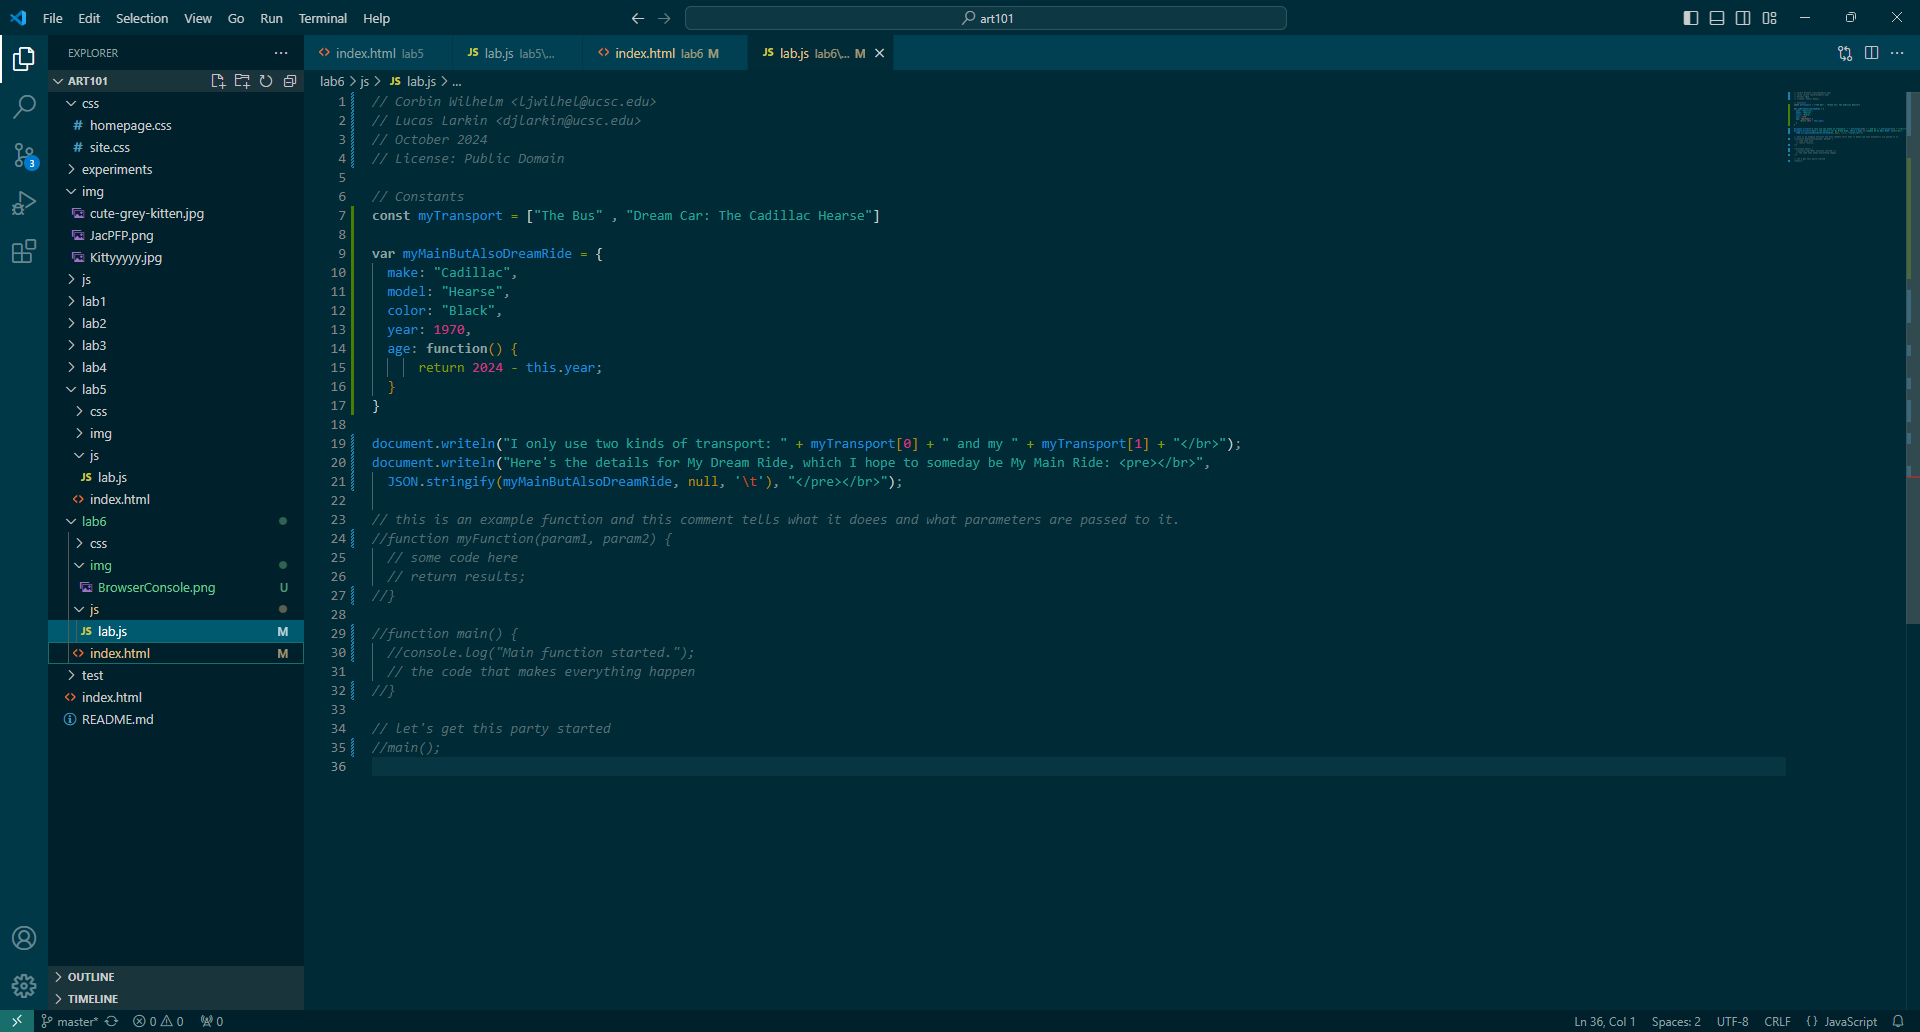 File Edit Selection View Go Run Terminal Help
art101
EXPLORER
index.html lab5
JS lab.js lab5\...
index.html lab6 M
JS lab.js lab6\... M
ART101
lab6 > js > JS lab.js > ...
css
# homepage.css
# site.css
experiments
img
cute-grey-kitten.jpg
JacPFP.png
Kittyyyyy.jpg
js
lab1
lab2
lab3
lab4
lab5
css
img
js
JS lab.js
index.html
lab6
css
img
BrowserConsole.png U
js
JS lab.js M
index.html M
test
index.html
README.md
OUTLINE
TIMELINE
3
1 // Corbin Wilhelm <ljwilhel@ucsc.edu>
2 // Lucas Larkin <djlarkin@ucsc.edu>
3 // October 2024
4 // License: Public Domain
5
6 // Constants
7 const myTransport = ["The Bus" , "Dream Car: The Cadillac Hearse"]
8
9 var myMainButAlsoDreamRide = {
10 make: "Cadillac",
11 model: "Hearse",
12 color: "Black",
13 year: 1970,
14 age: function() {
15 return 2024 - this.year;
16 }
17 }
18
19 document.writeln("I only use two kinds of transport: " + myTransport[0] + " and my " + myTransport[1] + "</br>");
20 document.writeln("Here's the details for My Dream Ride, which I hope to someday be My Main Ride: <pre></br>",
21 JSON.stringify(myMainButAlsoDreamRide, null, '\t'), "</pre></br>");
22
23 // this is an example function and this comment tells what it doees and what parameters are passed to it.
24 //function myFunction(param1, param2) {
25 // some code here
26 // return results;
27 //}
28
29 //function main() {
30 //console.log("Main function started.");
31 // the code that makes everything happen
32 //}
33
34 // let's get this party started
35 //main();
36
master* 0 0 0
Ln 36, Col 1 Spaces: 2 UTF-8 CRLF {} JavaScript